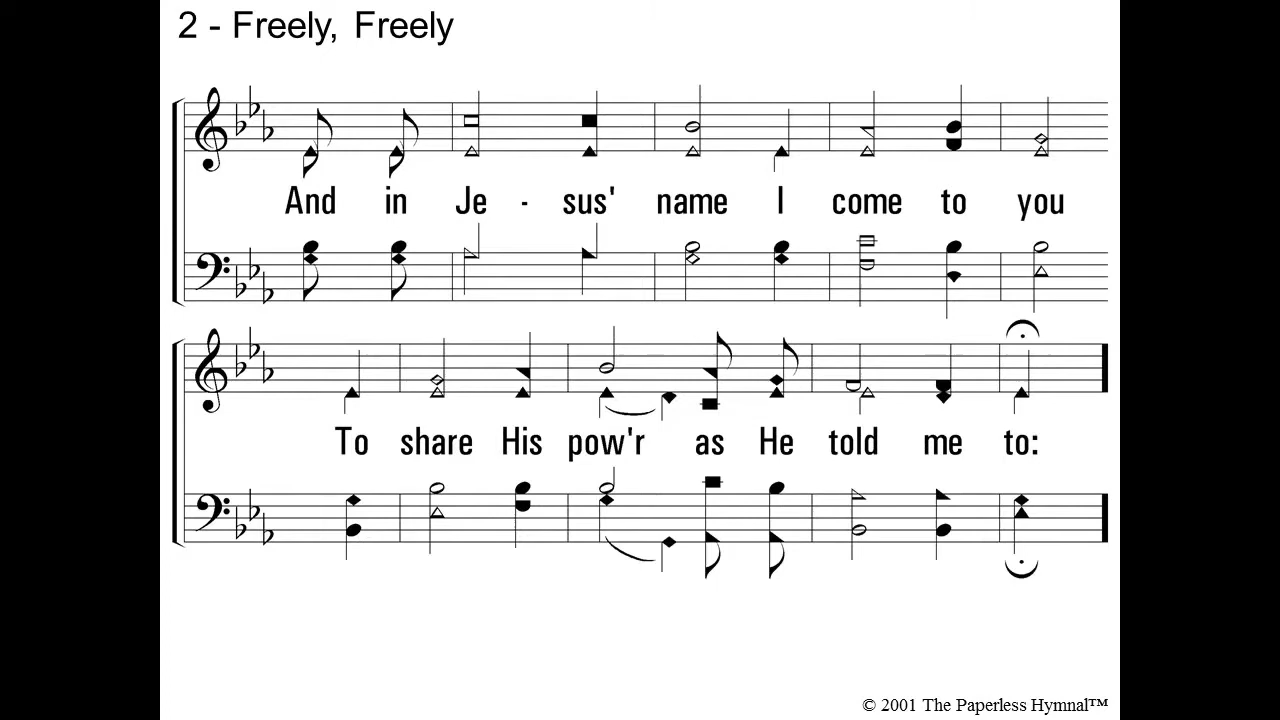 2 - Freely, Freely
And in Je - sus' name I come to you
To share His pow'r as He told me to:
© 2001 The Paperless Hymnal™